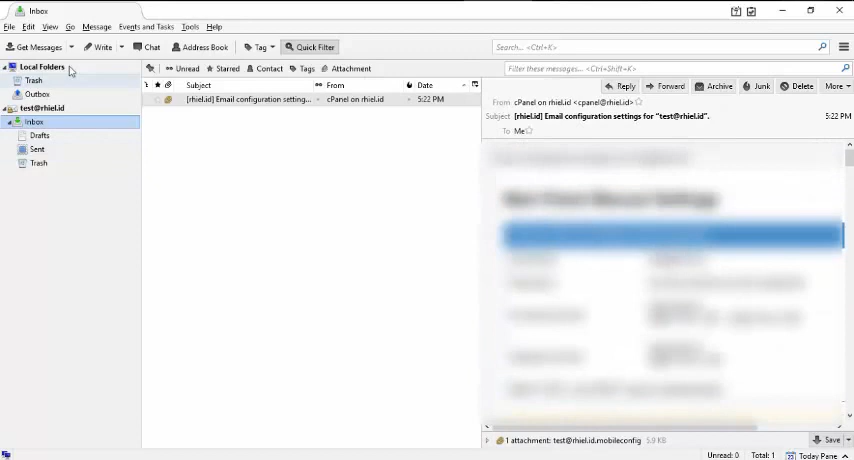 Inbox
File Edit View Go Message Events and Tasks Tools Help
Get Messages Write Chat Address Book Tag Quick Filter Search... <Ctrl+K>
Local Folders
Trash
Outbox
test@rhiel.id
Inbox
Drafts
Sent
Trash
Unread Starred Contact Tags Attachment Filter these messages... <Ctrl+Shift+K>
Subject From Date
[rhiel.id] Email configuration setting... cPanel on rhiel.id 5:22 PM
Reply Forward Archive Junk Delete More
From cPanel on rhiel.id <cpanel@rhiel.id>
Subject [rhiel.id] Email configuration settings for “test@rhiel.id”. 5:22 PM
To Me
1 attachment: test@rhiel.id.mobileconfig 5.9 KB Save
Unread: 0 Total: 1 Today Pane